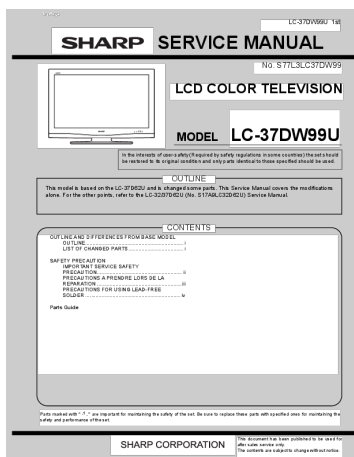 LC-37DW99U 1st
SHARP SERVICE MANUAL
No. S77L3LC37DW99
LCD COLOR TELEVISION
MODEL LC-37DW99U
In the interests of user-safety (Required by safety regulations in some countries) the set should
be restored to its original condition and only parts identical to those specified should be used.
OUTLINE
This model is based on the LC-37D62U and is changed some parts. This Service Manual covers the modifications
alone. For the other points, refer to the LC-32/37D62U (No. S17A9LC32D62U) Service Manual.
CONTENTS
OUTLINE AND DIFFERENCES FROM BASE MODEL
OUTLINE.......................................................i
LIST OF CHANGED PARTS............................i
SAFETY PRECAUTION
IMPORTANT SERVICE SAFETY
PRECAUTION................................................ii
PRECAUTIONS A PRENDRE LORS DE LA
REPARATION...............................................iii
PRECAUTIONS FOR USING LEAD-FREE
SOLDER.......................................................iv
Parts Guide
Parts marked with " ⚠ " are important for maintaining the safety of the set. Be sure to replace these parts with specified ones for maintaining the
safety and performance of the set.
SHARP CORPORATION
This document has been published to be used for
after sales service only.
The contents are subject to change without notice.